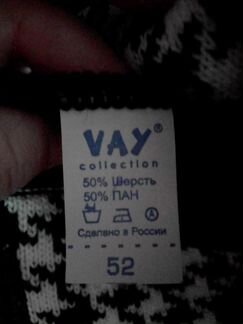 VAY®
collection
50% Шерсть
50% ПАН
A
Сделано в России
52